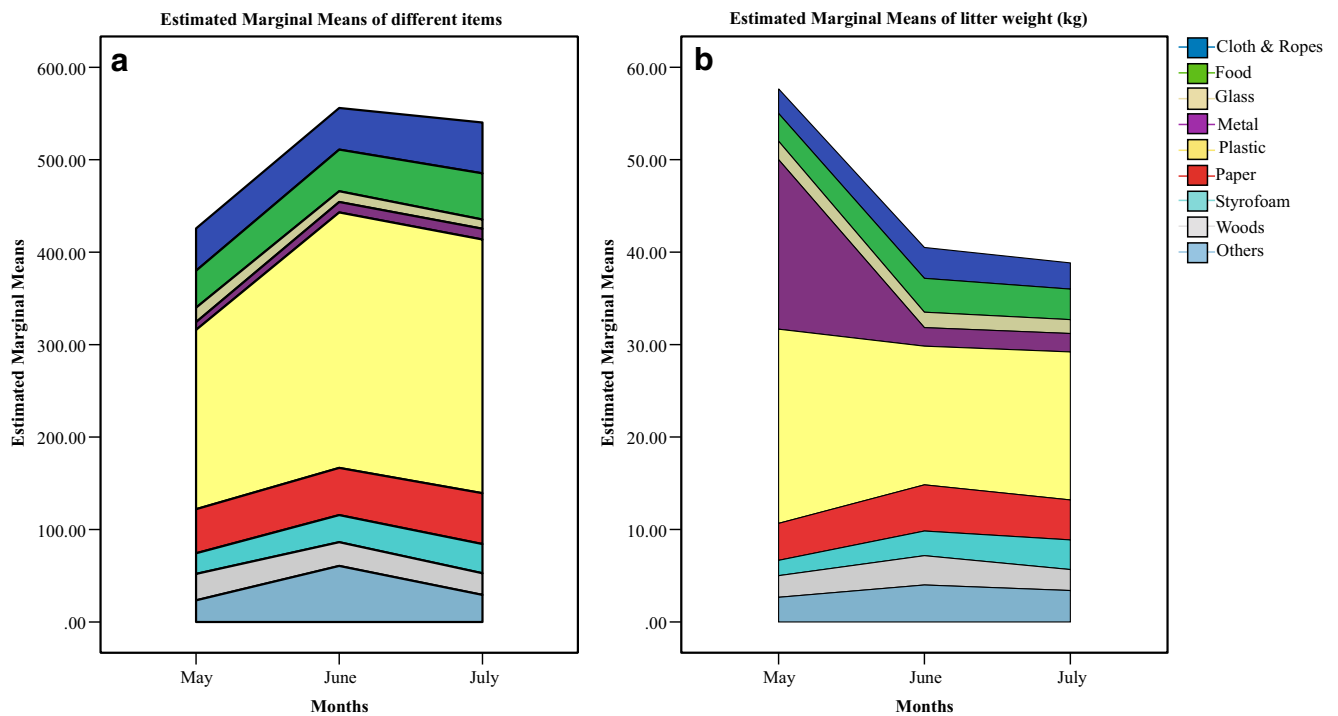 Estimated Marginal Means of different items
a
Estimated Marginal Means
600.00
500.00
400.00
300.00
200.00
100.00
.00
May
June
July
Months
Estimated Marginal Means of litter weight (kg)
b
Estimated Marginal Means
60.00
50.00
40.00
30.00
20.00
10.00
.00
May
June
July
Months
Cloth & Ropes
Food
Glass
Metal
Plastic
Paper
Styrofoam
Woods
Others